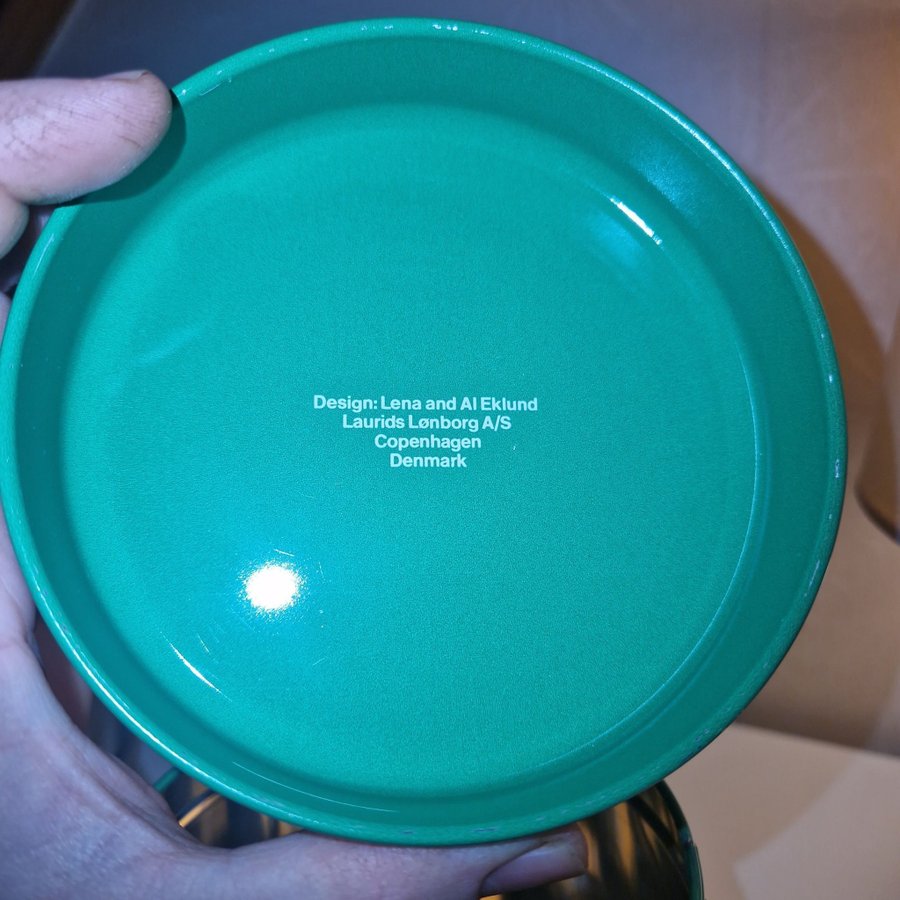 Design: Lena and Al Eklund
Laurids Lønborg A/S
Copenhagen
Denmark